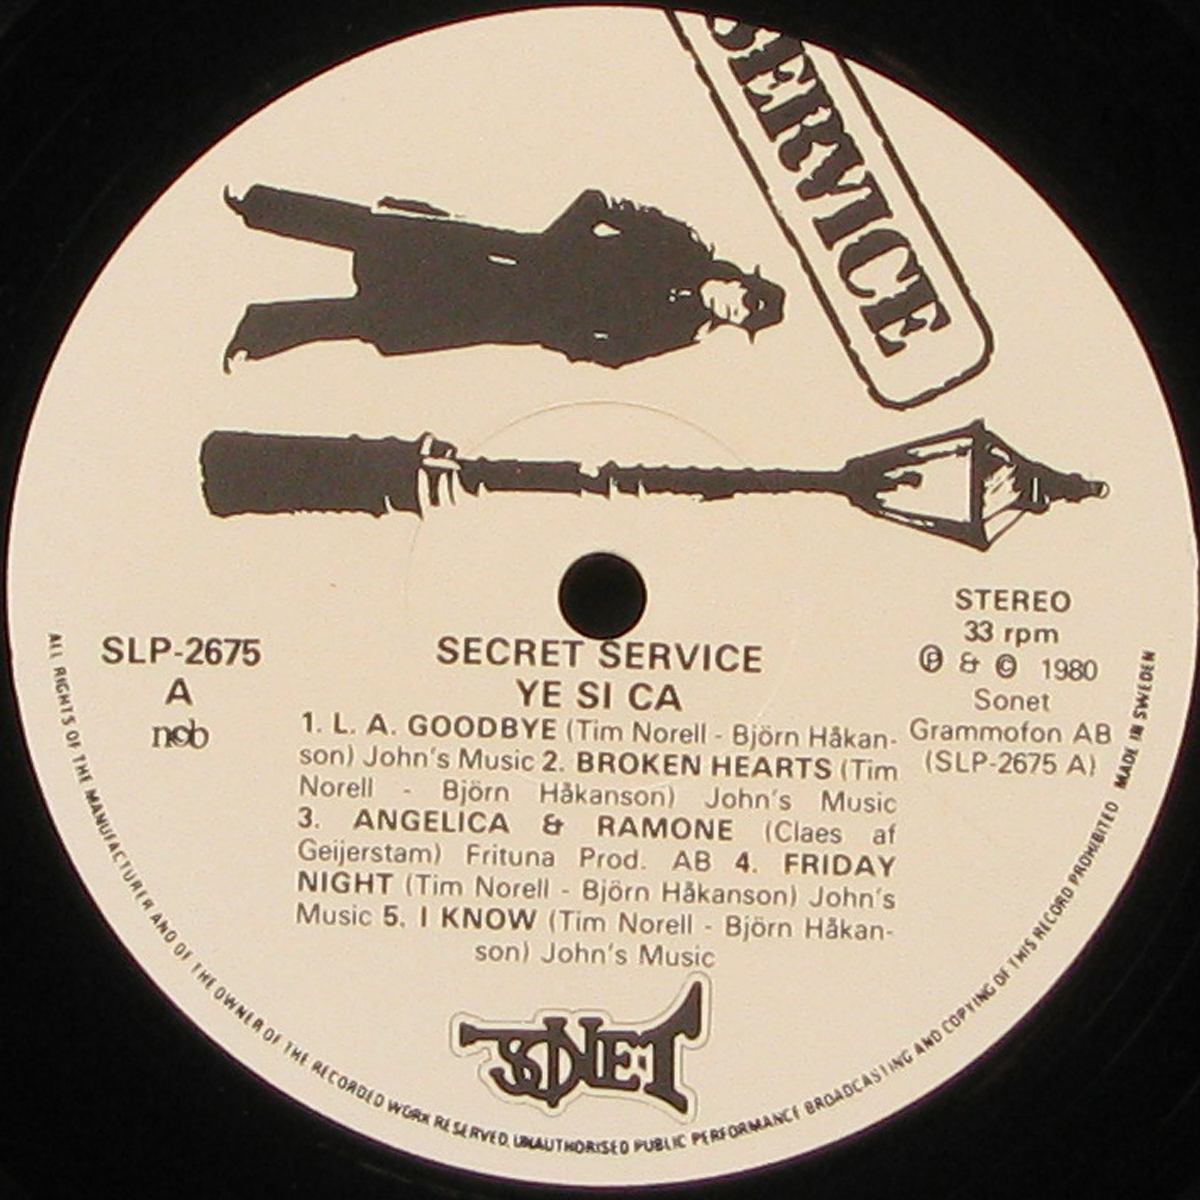 SERVICE
STEREO
33 rpm
Ⓟ & © 1980
Sonet
Grammofon AB
(SLP-2675 A)
SLP-2675
A
ncb
SECRET SERVICE
YE SI CA
1. L. A. GOODBYE (Tim Norell - Björn Håkan-
son) John's Music 2. BROKEN HEARTS (Tim
Norell - Björn Håkanson) John's Music
3. ANGELICA & RAMONE (Claes af
Geijerstam) Frituna Prod. AB 4. FRIDAY
NIGHT (Tim Norell - Björn Håkanson) John's
Music 5. I KNOW (Tim Norell - Björn Håkan-
son) John's Music
SONET
ALL RIGHTS OF THE MANUFACTURER AND OF THE OWNER OF THE RECORDED WORK RESERVED. UNAUTHORISED PUBLIC PERFORMANCE BROADCASTING AND COPYING OF THIS RECORD PROHIBITED MADE IN SWEDEN